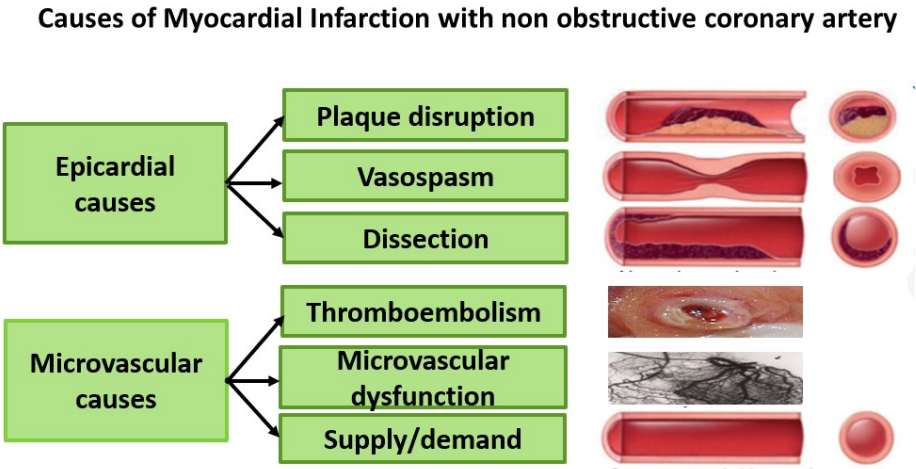 Causes of Myocardial Infarction with non obstructive coronary artery
Epicardial
causes
Plaque disruption
Vasospasm
Dissection
Microvascular
causes
Thromboembolism
Microvascular
dysfunction
Supply/demand